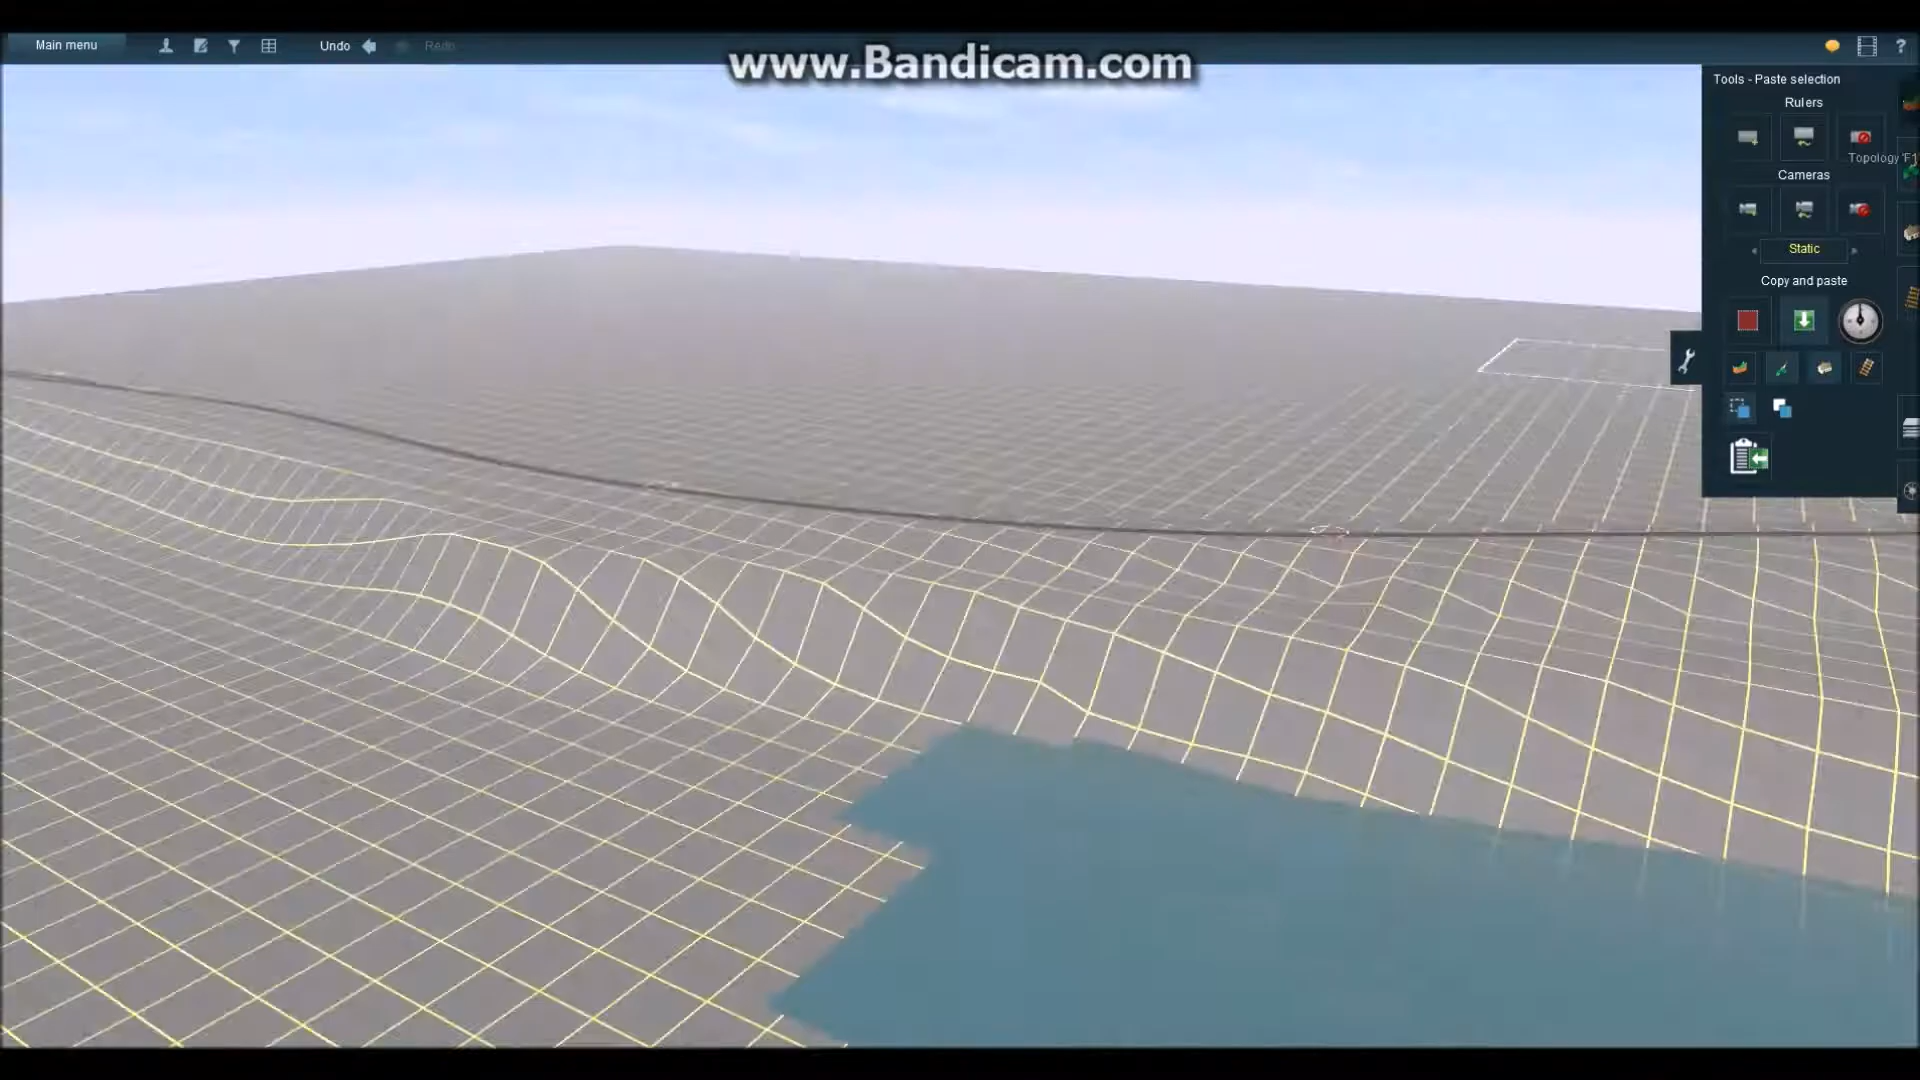 Main menu
Undo
Redo
?
www.Bandicam.com
Tools - Paste selection
Rulers
Topology 'F1
Cameras
Static
Copy and paste